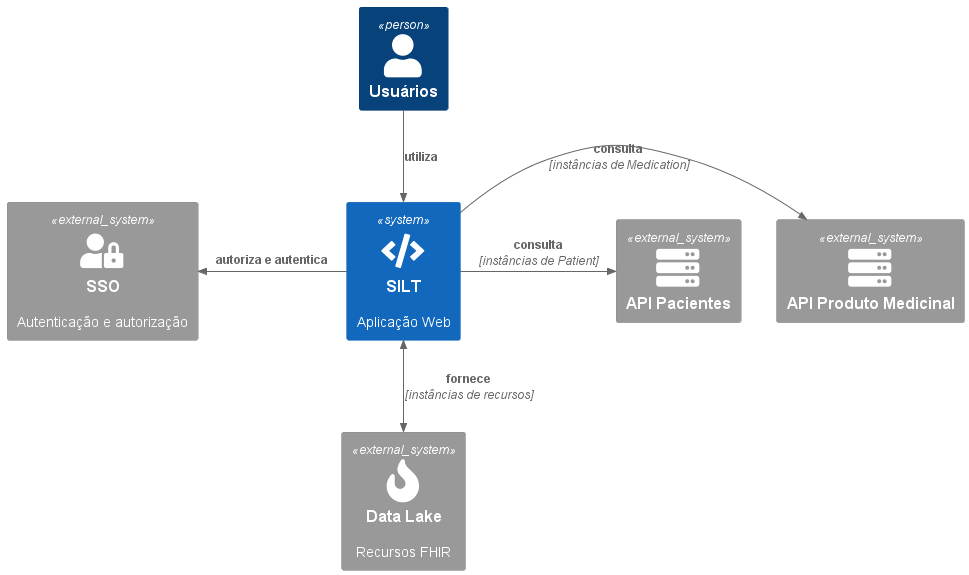 «person»
Usuários
utiliza
consulta
[instâncias de Medication]
«external_system»
SSO
Autenticação e autorização
autoriza e autentica
«system»
SILT
Aplicação Web
consulta
[instâncias de Patient]
«external_system»
API Pacientes
«external_system»
API Produto Medicinal
fornece
[instâncias de recursos]
«external_system»
Data Lake
Recursos FHIR